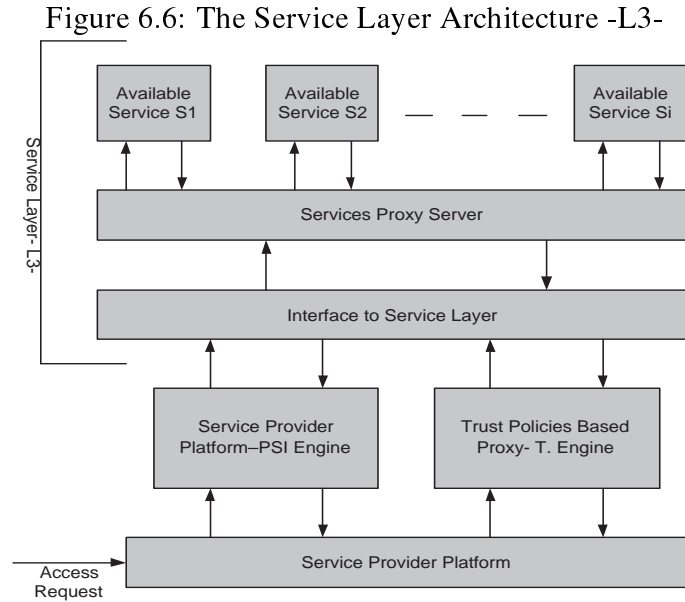 Figure 6.6: The Service Layer Architecture -L3-
Available
Service S1
Available
Service S2
Available
Service Si
Service Layer- L3-
Services Proxy Server
Interface to Service Layer
Service Provider
Platform–PSI Engine
Trust Policies Based
Proxy- T. Engine
Service Provider Platform
Access
Request